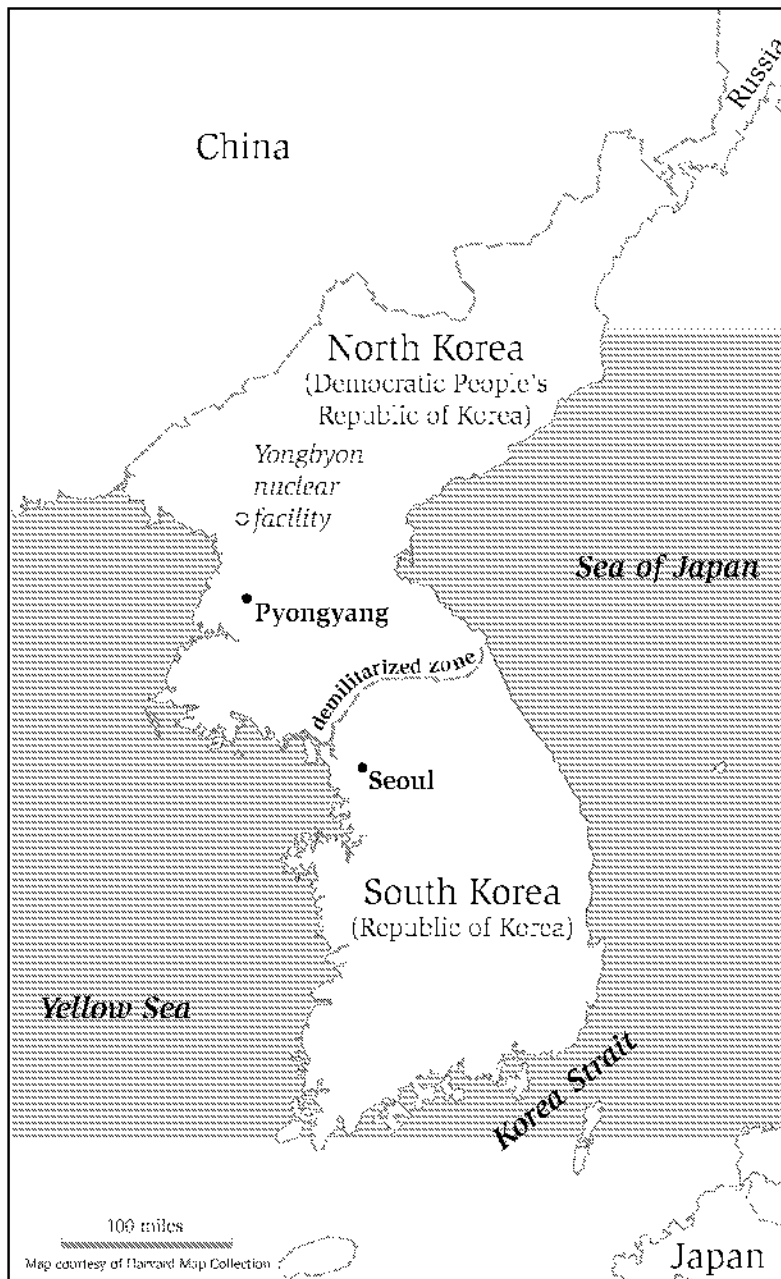 Russia
China
North Korea
(Democratic People's
Republic of Korea)
Yongbyon
nuclear
facility
Sea of Japan
Pyongyang
demilitarized zone
Seoul
South Korea
(Republic of Korea)
Yellow Sea
Korea Strait
100 miles
Map courtesy of Harvard Map Collection
Japan